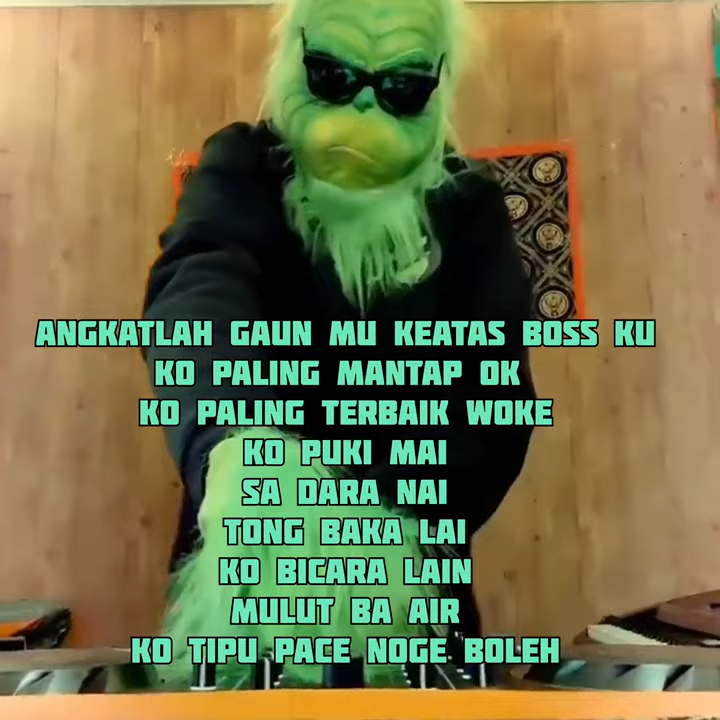 ANGKATLAH GAUN MU KEATAS BOSS KU
KO PALING MANTAP OK
KO PALING TERBAIK WOKE
KO PUKI MAI
SA DARA NAI
TONG BAKA LAI
KO BICARA LAIN
MULUT BA AIR
KO TIPU PACE NOGE BOLEH